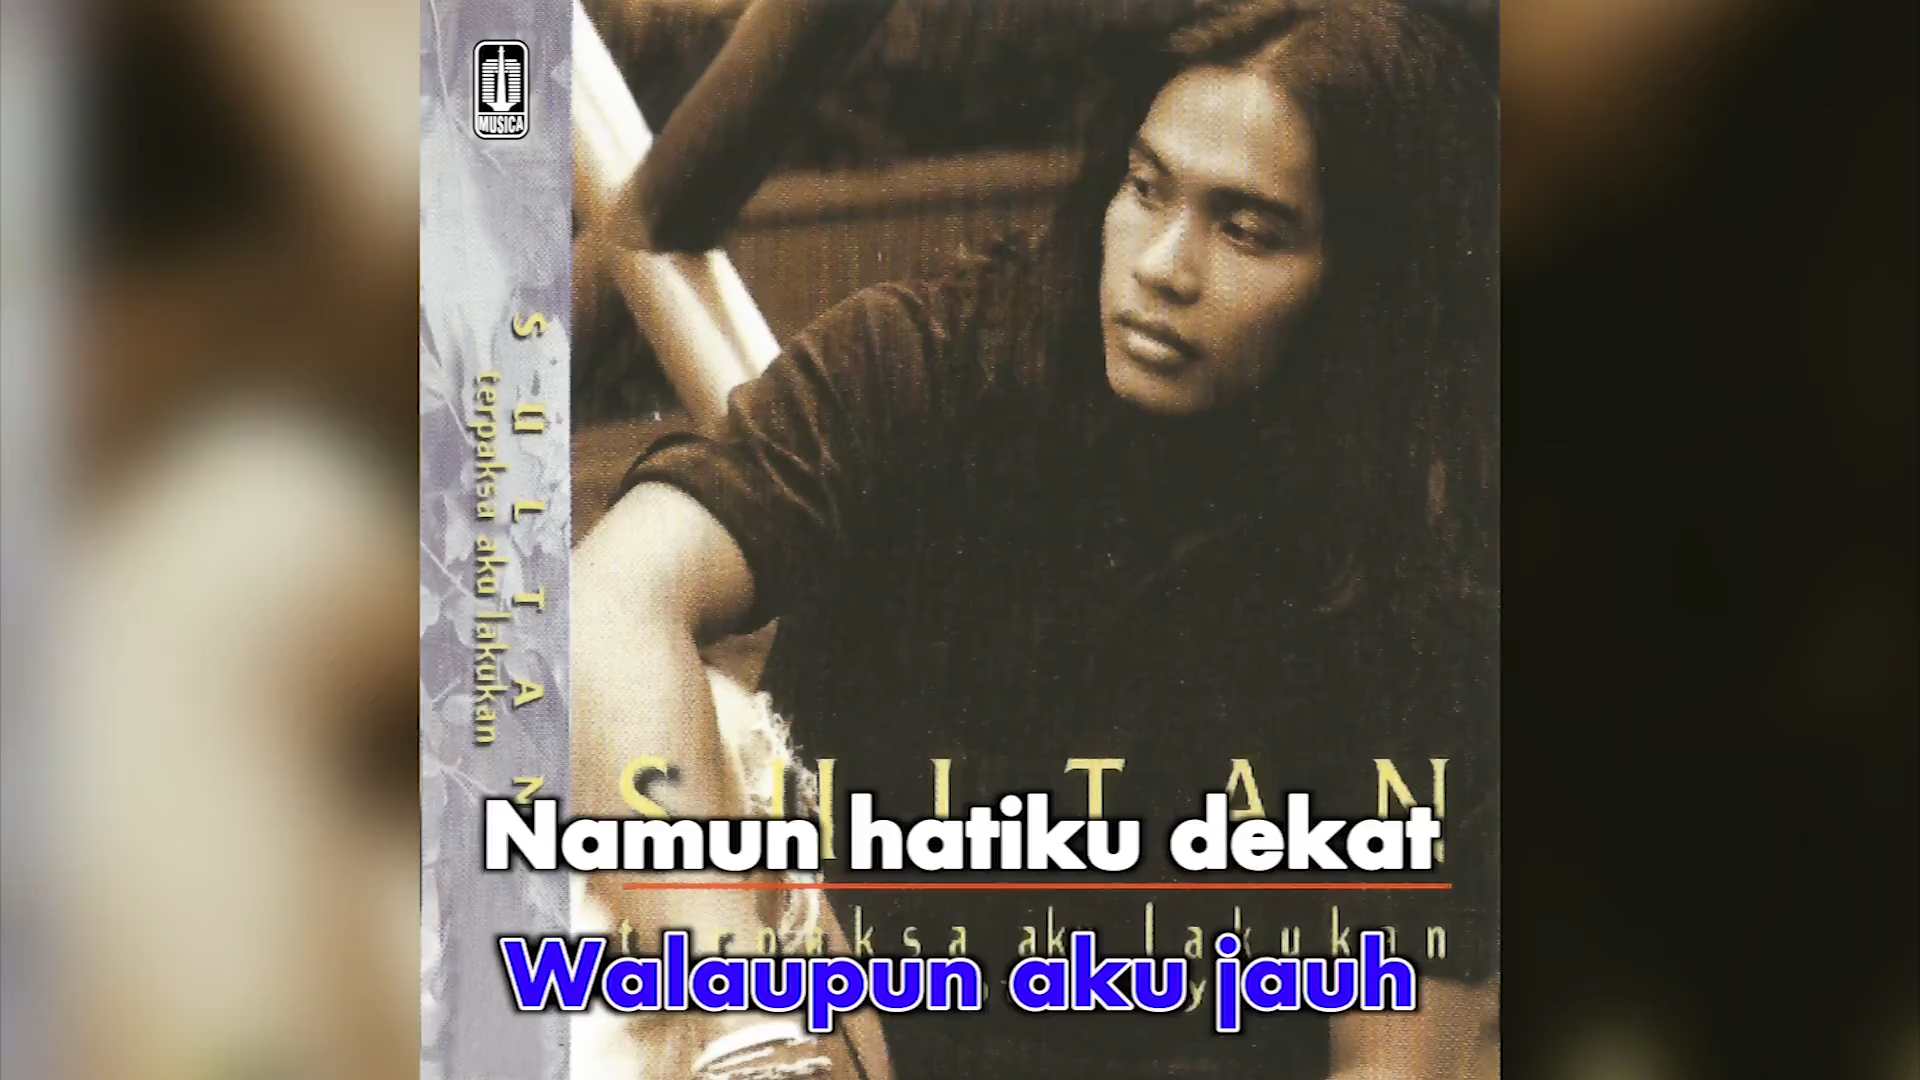 MUSICA
SULTAN
terpaksa aku lakukan
SULTAN
Namun hatiku dekat
terpaksa aku lakukan
Walaupun aku jauh